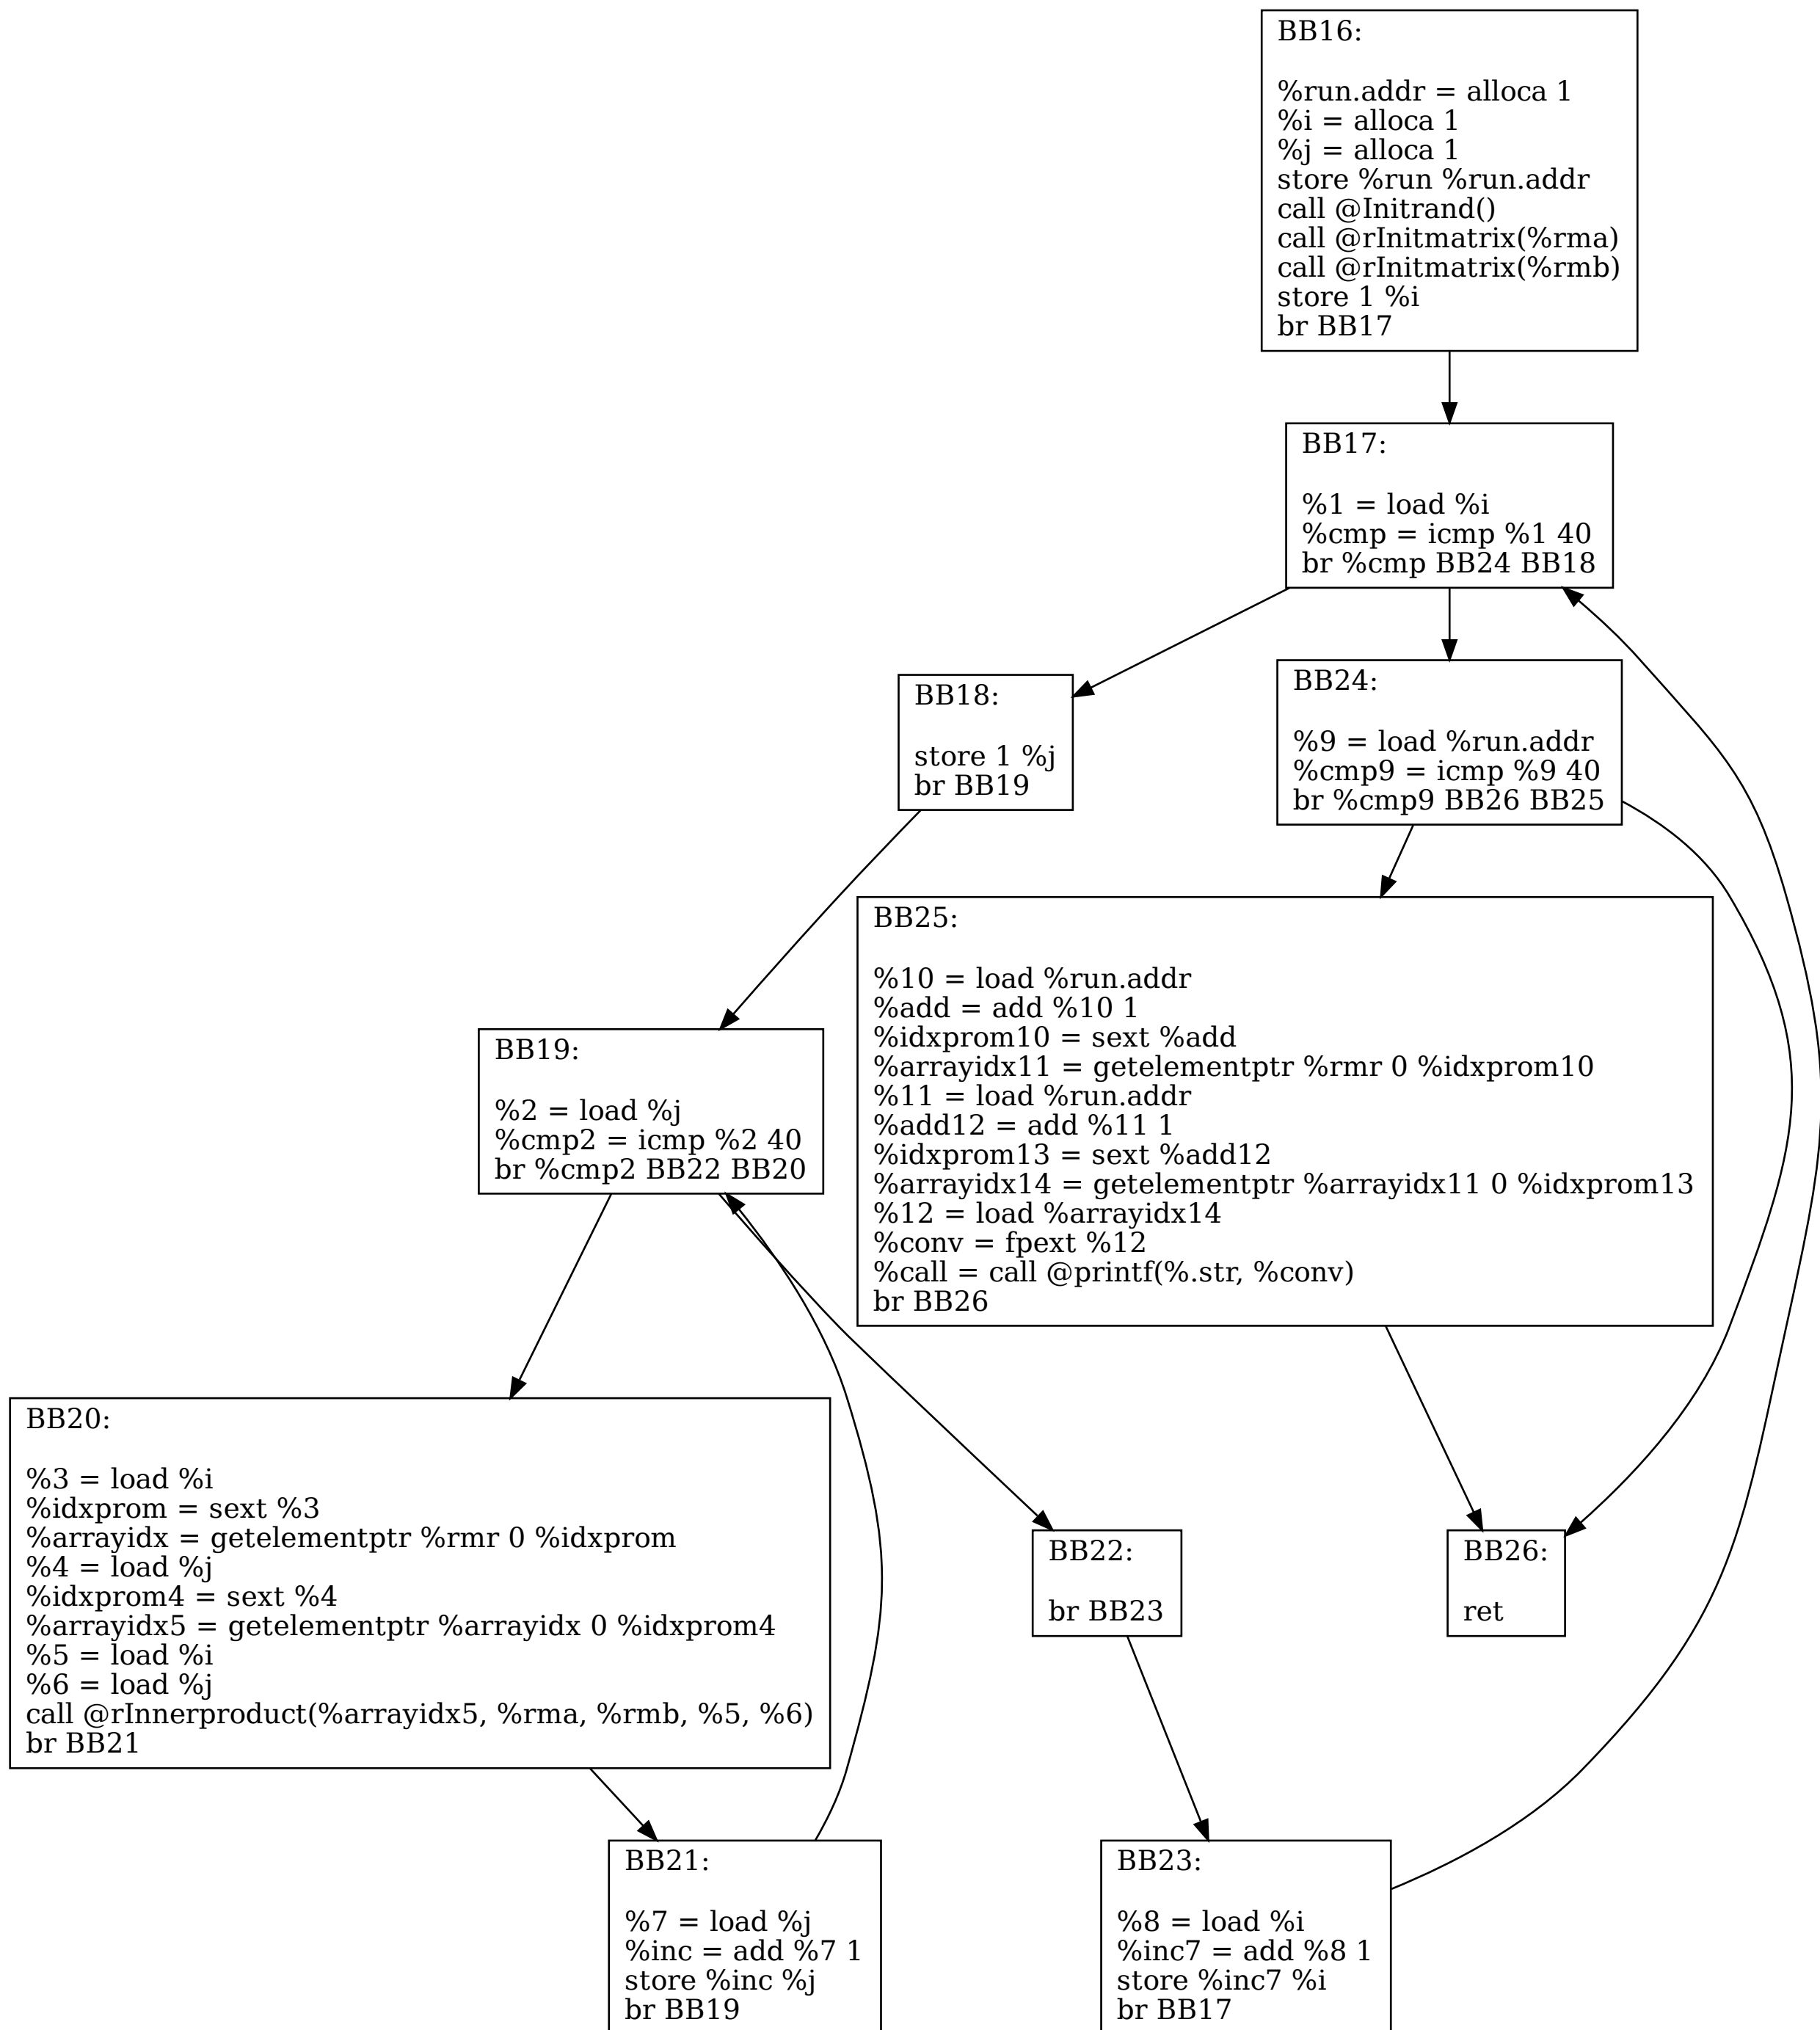 BB16:
%run.addr = alloca 1
%i = alloca 1
%j = alloca 1
store %run %run.addr
call @Initrand()
call @rInitmatrix(%rma)
call @rInitmatrix(%rmb)
store 1 %i
br BB17
BB17:
%1 = load %i
%cmp = icmp %1 40
br %cmp BB24 BB18
BB18:
store 1 %j
br BB19
BB24:
%9 = load %run.addr
%cmp9 = icmp %9 40
br %cmp9 BB26 BB25
BB25:
%10 = load %run.addr
%add = add %10 1
%idxprom10 = sext %add
%arrayidx11 = getelementptr %rmr 0 %idxprom10
%11 = load %run.addr
%add12 = add %11 1
%idxprom13 = sext %add12
%arrayidx14 = getelementptr %arrayidx11 0 %idxprom13
%12 = load %arrayidx14
%conv = fpext %12
%call = call @printf(%.str, %conv)
br BB26
BB19:
%2 = load %j
%cmp2 = icmp %2 40
br %cmp2 BB22 BB20
BB20:
%3 = load %i
%idxprom = sext %3
%arrayidx = getelementptr %rmr 0 %idxprom
%4 = load %j
%idxprom4 = sext %4
%arrayidx5 = getelementptr %arrayidx 0 %idxprom4
%5 = load %i
%6 = load %j
call @rInnerproduct(%arrayidx5, %rma, %rmb, %5, %6)
br BB21
BB22:
br BB23
BB26:
ret
BB21:
%7 = load %j
%inc = add %7 1
store %inc %j
br BB19
BB23:
%8 = load %i
%inc7 = add %8 1
store %inc7 %i
br BB17